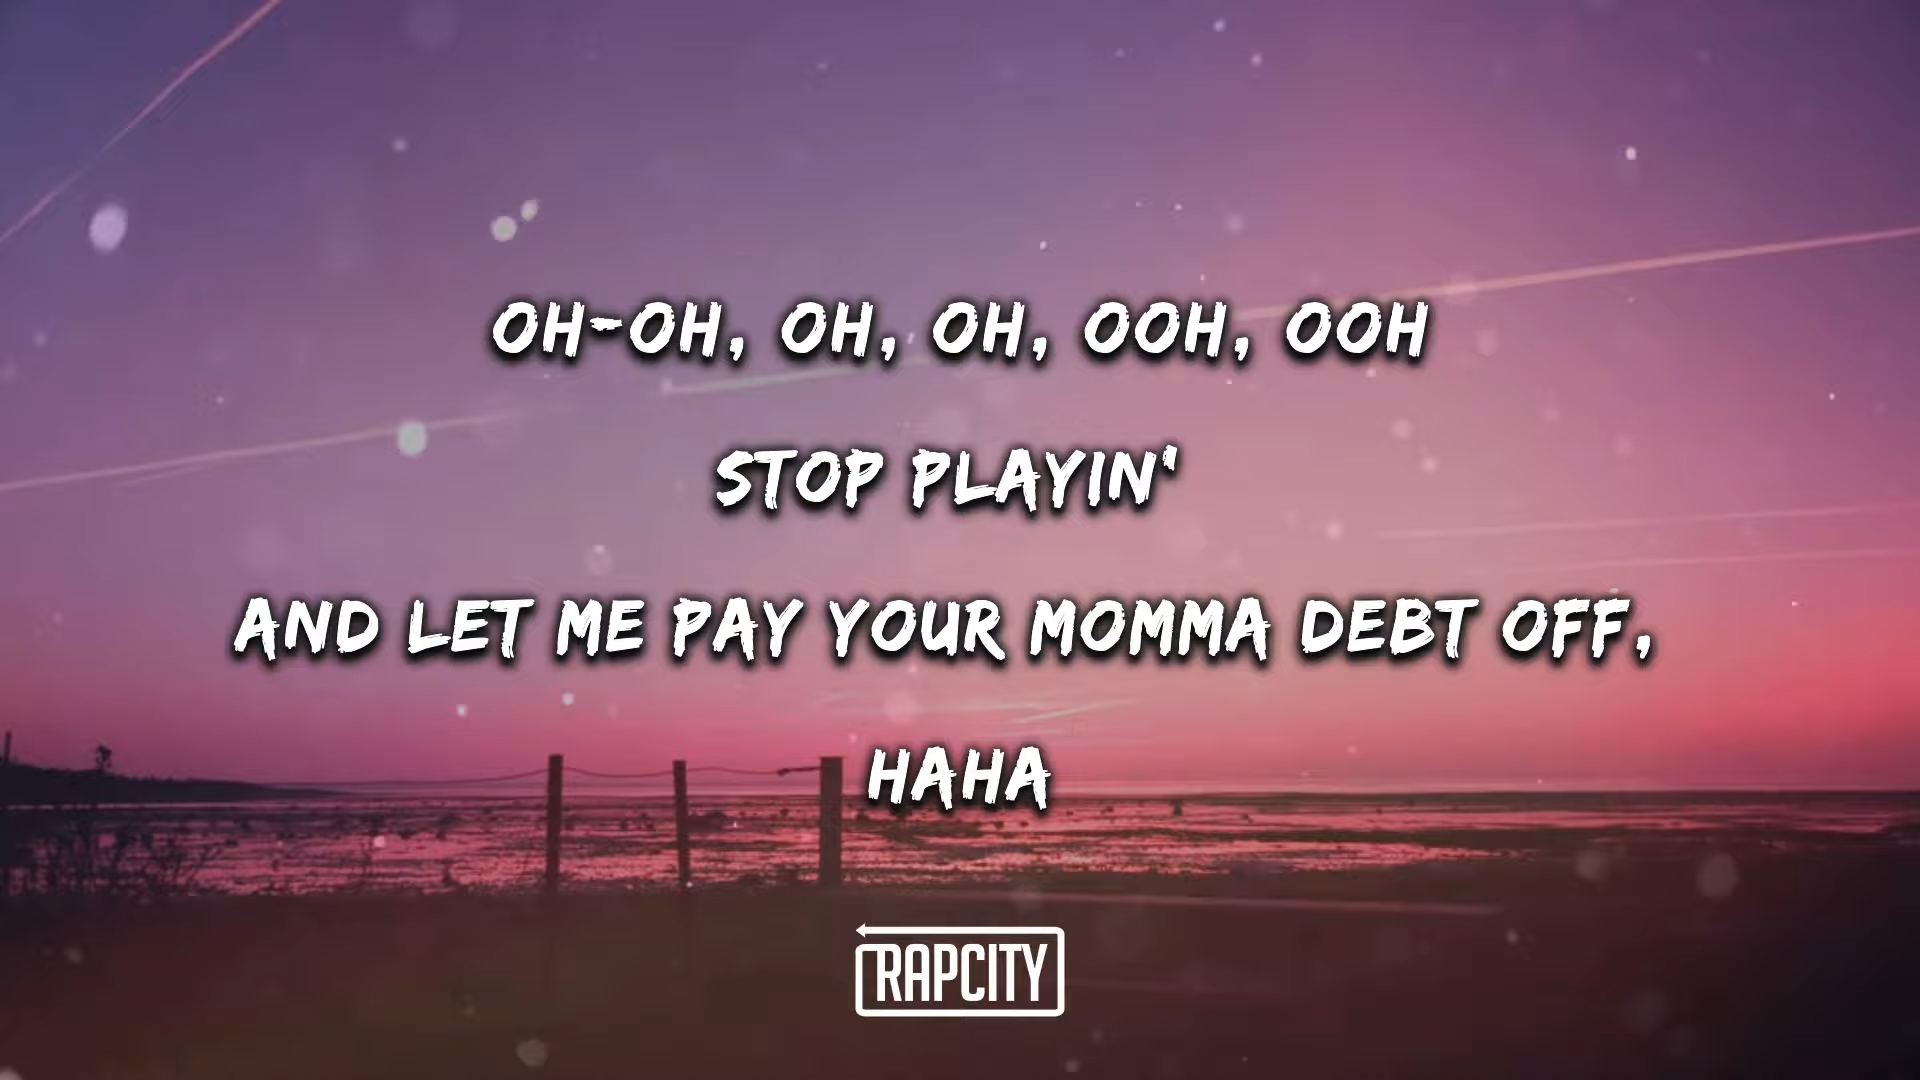 OH-OH, OH, OH, OOH, OOH
STOP PLAYIN'
AND LET ME PAY YOUR MOMMA DEBT OFF,
HAHA
RAPCITY